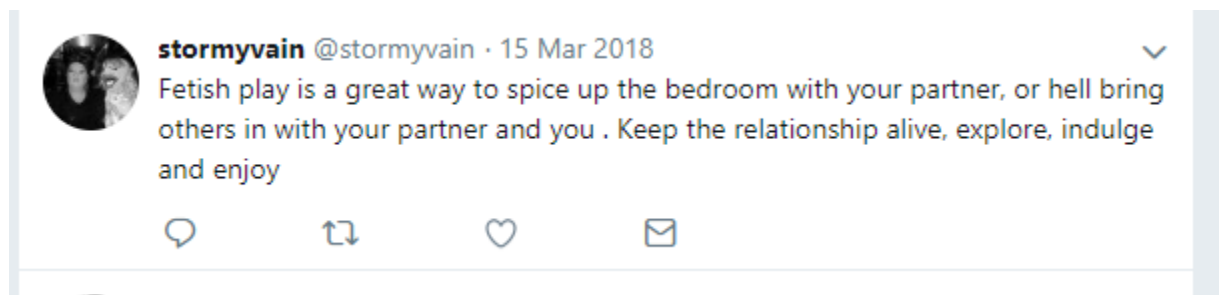 stormyvain @stormyvain · 15 Mar 2018
Fetish play is a great way to spice up the bedroom with your partner, or hell bring
others in with your partner and you . Keep the relationship alive, explore, indulge
and enjoy